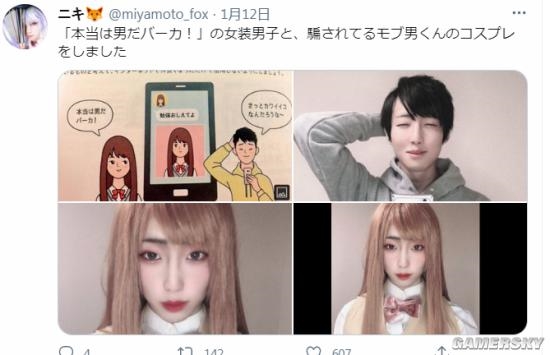 ニキ🦊 @miyamoto_fox · 1月12日
「本当は男だバーカ！」の女装男子と、騙されてるモブ男くんのコスプレ
をしました
本当は男だ
バーカ！
勉強おしえてよ
きっとカワイイコ
なんだろうな〜
4 142 607
GAMERSKY